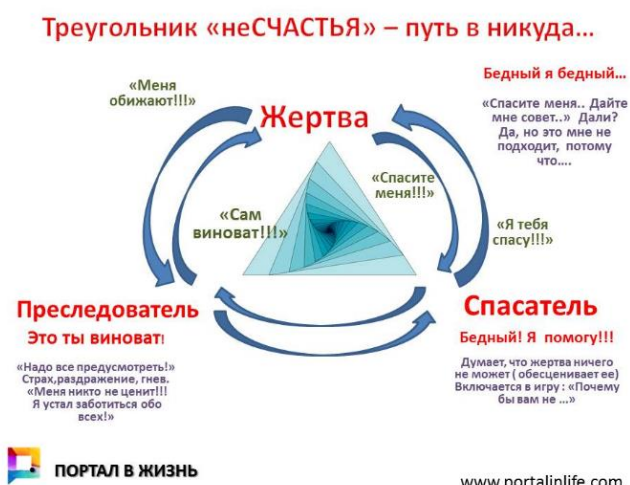 Треугольник «неСЧАСТЬЯ» – путь в никуда...
«Меня
обижают!!!»
Жертва
Бедный я бедный...
«Спасите меня.. Дайте
мне совет..» Дали?
Да, но это мне не
подходит, потому
что....
«Спасите
меня!!!»
«Сам
виноват!!!»
«Я тебя
спасу!!!»
Преследователь
Это ты виноват!
«Надо все предусмотреть!»
Страх,раздражение, гнев.
«Меня никто не ценит!!!
Я устал заботиться обо
всех!»
Спасатель
Бедный! Я помогу!!!
Думает, что жертва ничего
не может ( обесценивает ее)
Включается в игру : «Почему
бы вам не ...»
ПОРТАЛ В ЖИЗНЬ
www.portalinlife.com